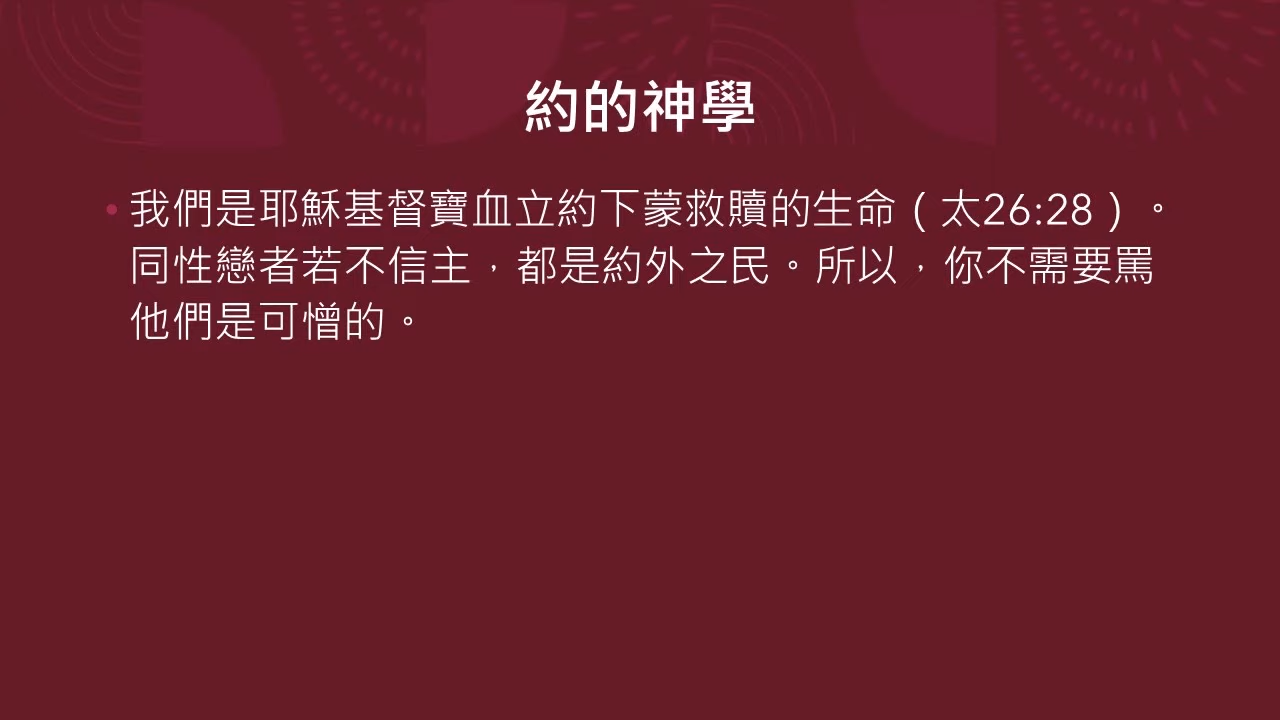 約的神學
• 我們是耶穌基督寶血立約下蒙救贖的生命（太26:28）。
同性戀者若不信主，都是約外之民。所以，你不需要罵
他們是可憎的。